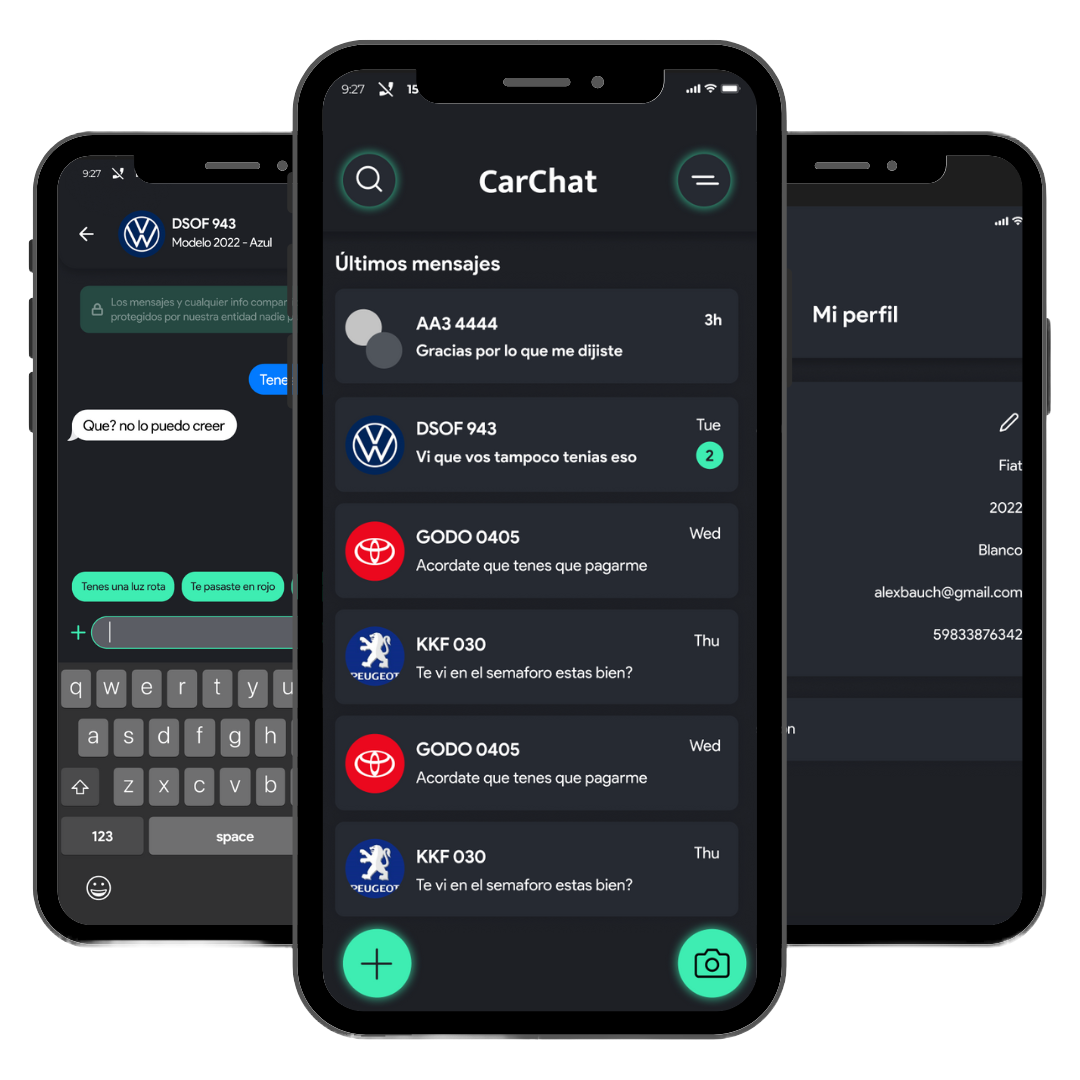 9:27
DSOF 943
Modelo 2022 - Azul
Los mensajes y cualquier info compar
protegidos por nuestra entidad nadie
Tene
Que? no lo puedo creer
Tenes una luz rota
Te pasaste en rojo
q w e r t y u
a s d f g h
z x c v b
123
space
9:27
15
CarChat
Últimos mensajes
AA3 4444
3h
Gracias por lo que me dijiste
DSOF 943
Tue
Vi que vos tampoco tenias eso
2
GODO 0405
Wed
Acordate que tenes que pagarme
PEUGEOT
KKF 030
Thu
Te vi en el semaforo estas bien?
GODO 0405
Wed
Acordate que tenes que pagarme
PEUGEOT
KKF 030
Thu
Te vi en el semaforo estas bien?
Mi perfil
Fiat
2022
Blanco
alexbauch@gmail.com
59833876342